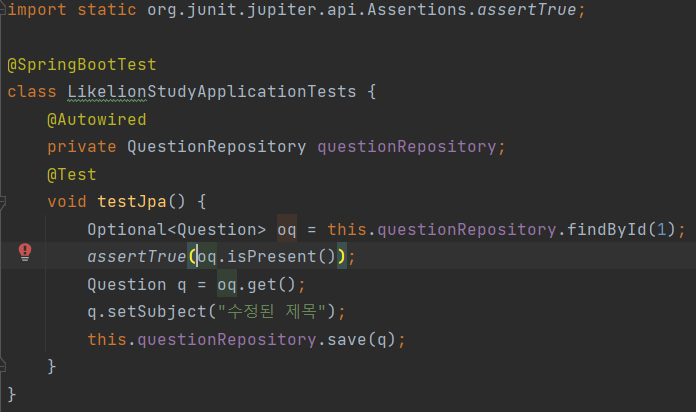 import static org.junit.jupiter.api.Assertions.assertTrue;
@SpringBootTest
class LikelionStudyApplicationTests {
@Autowired
private QuestionRepository questionRepository;
@Test
void testJpa() {
Optional<Question> oq = this.questionRepository.findById(1);
assertTrue(oq.isPresent());
Question q = oq.get();
q.setSubject("수정된 제목");
this.questionRepository.save(q);
}
}